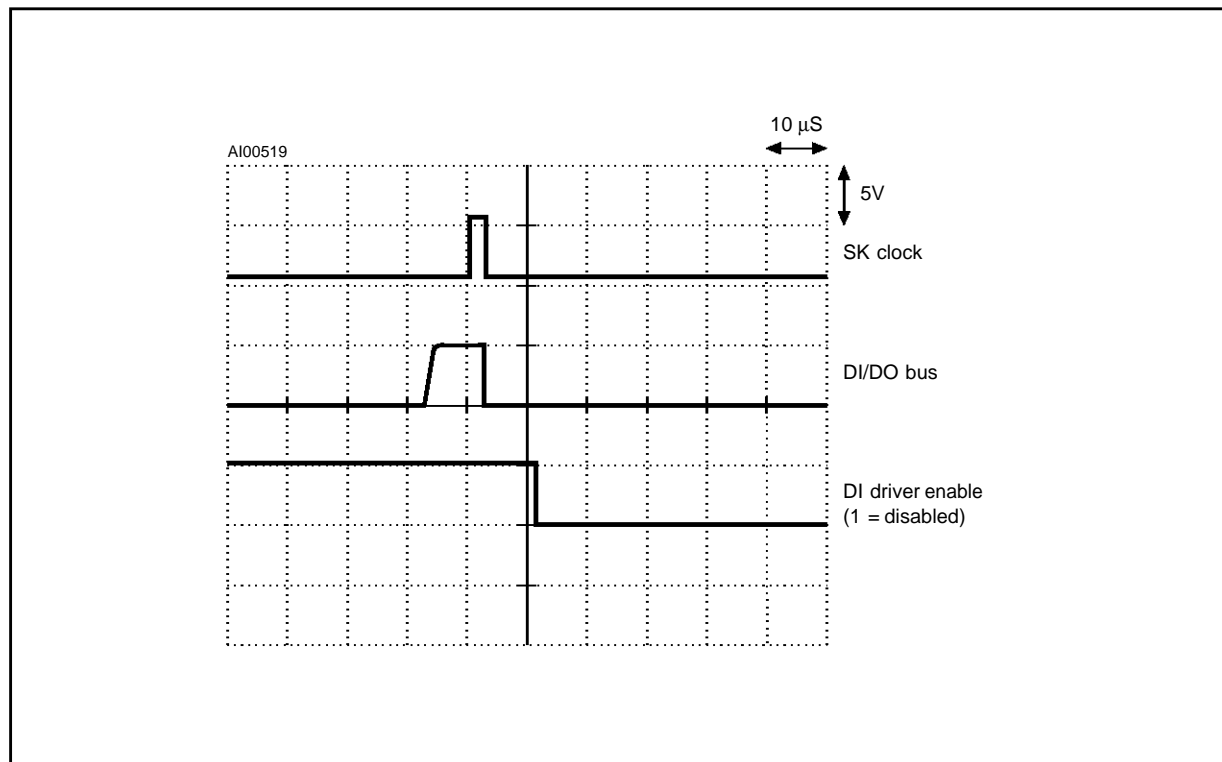 10 μS
AI00519
5V
SK clock
DI/DO bus
DI driver enable
(1 = disabled)